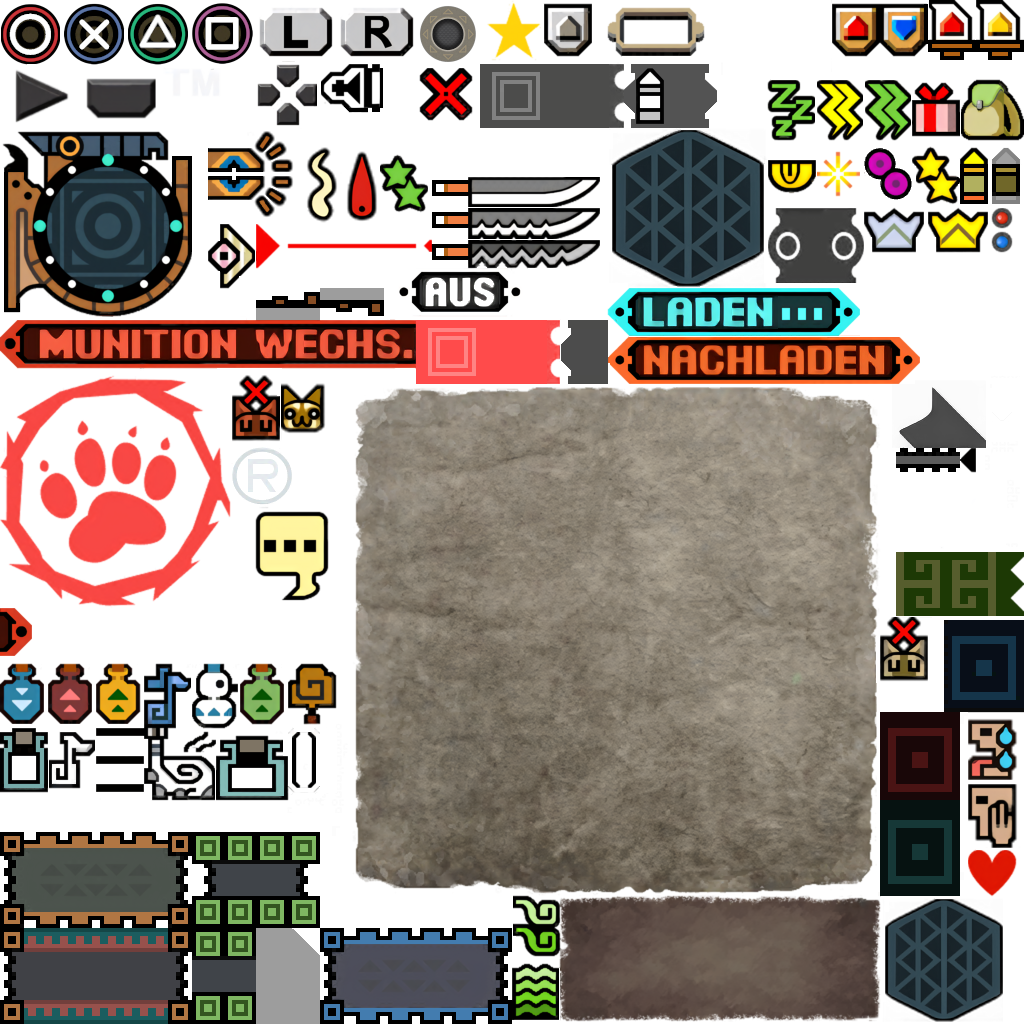 L R
TM
AUS
LADEN...
MUNITION WECHS.
NACHLADEN
®
...